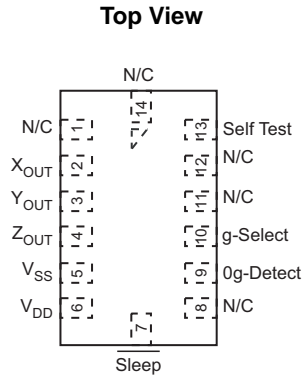 Top View
N/C
14
N/C 1 13 Self Test
XOUT 2 12 N/C
YOUT 3 11 N/C
ZOUT 4 10 g-Select
VSS 5 9 0g-Detect
VDD 6 8 N/C
7
Sleep